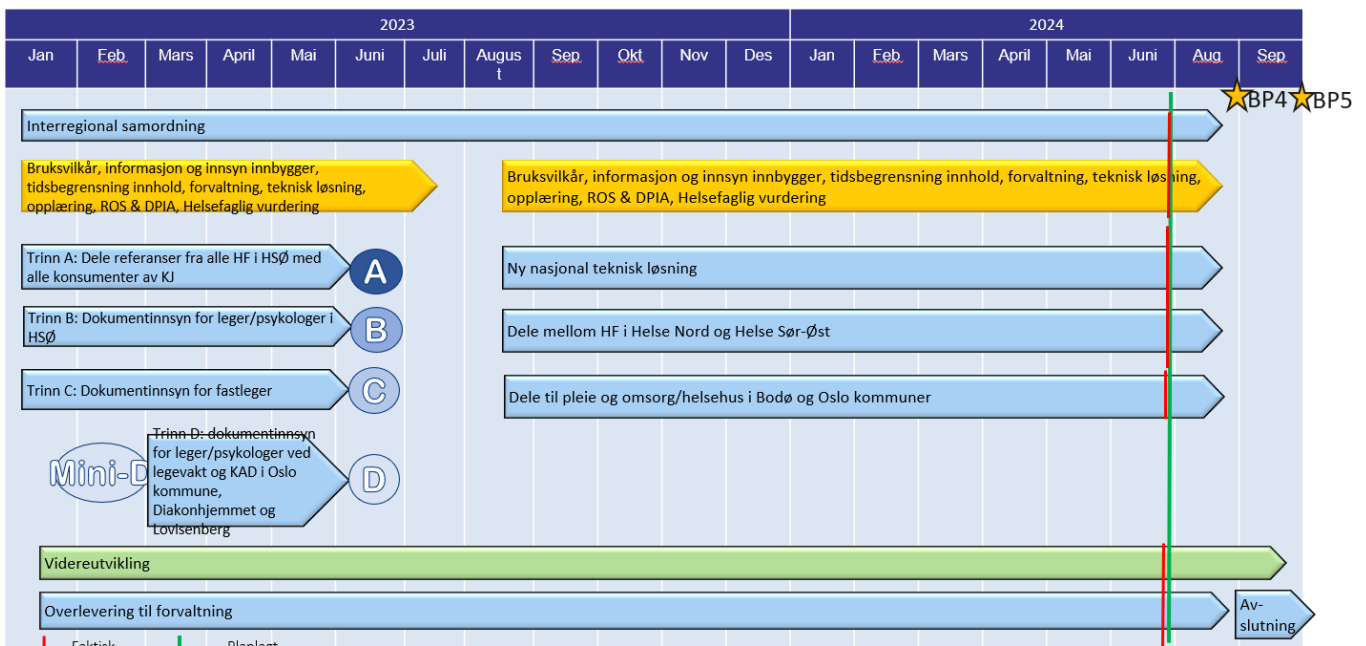 2023
2024
Jan Feb Mars April Mai Juni Juli Augus Sep Okt Nov Des Jan Feb Mars April Mai Juni Aug Sep
t
BP4 BP5
Interregional samordning
Bruksvilkår, informasjon og innsyn innbygger,
tidsbegrensning innhold, forvaltning, teknisk løsning,
opplæring, ROS & DPIA, Helsefaglig vurdering
Bruksvilkår, informasjon og innsyn innbygger, tidsbegrensning innhold, forvaltning, teknisk løsning,
opplæring, ROS & DPIA, Helsefaglig vurdering
Trinn A: Dele referanser fra alle HF i HSØ med
alle konsumenter av KJ
A
Ny nasjonal teknisk løsning
Trinn B: Dokumentinnsyn for leger/psykologer i
HSØ
B
Dele mellom HF i Helse Nord og Helse Sør-Øst
Trinn C: Dokumentinnsyn for fastleger
C
Dele til pleie og omsorg/helsehus i Bodø og Oslo kommuner
Mini-D
Trinn D: dokumentinnsyn
for leger/psykologer ved
legevakt og KAD i Oslo
kommune,
Diakonhjemmet og
Lovisenberg
D
Videreutvikling
Overlevering til forvaltning
Av-
slutning
Faktisk
Planlagt